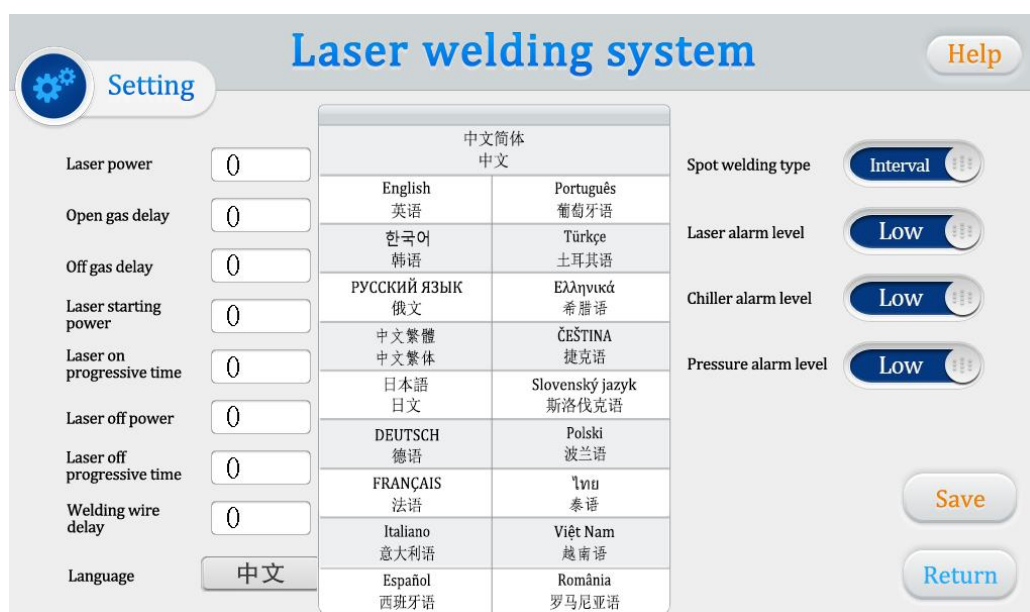 Laser welding system
Help
Setting
Laser power
0
Open gas delay
0
Off gas delay
0
Laser starting
power
0
Laser on
progressive time
0
Laser off power
0
Laser off
progressive time
0
Welding wire
delay
0
Language
中文
中文简体
中文
English
英语
Português
葡萄牙语
한국어
韩语
Türkçe
土耳其语
РУССКИЙ ЯЗЫК
俄文
Ελληνικά
希腊语
中文繁體
中文繁体
ČEŠTINA
捷克语
日本語
日文
Slovenský jazyk
斯洛伐克语
DEUTSCH
德语
Polski
波兰语
FRANÇAIS
法语
ไทย
泰语
Italiano
意大利语
Việt Nam
越南语
Español
西班牙语
România
罗马尼亚语
Spot welding type
Interval
Laser alarm level
Low
Chiller alarm level
Low
Pressure alarm level
Low
Save
Return